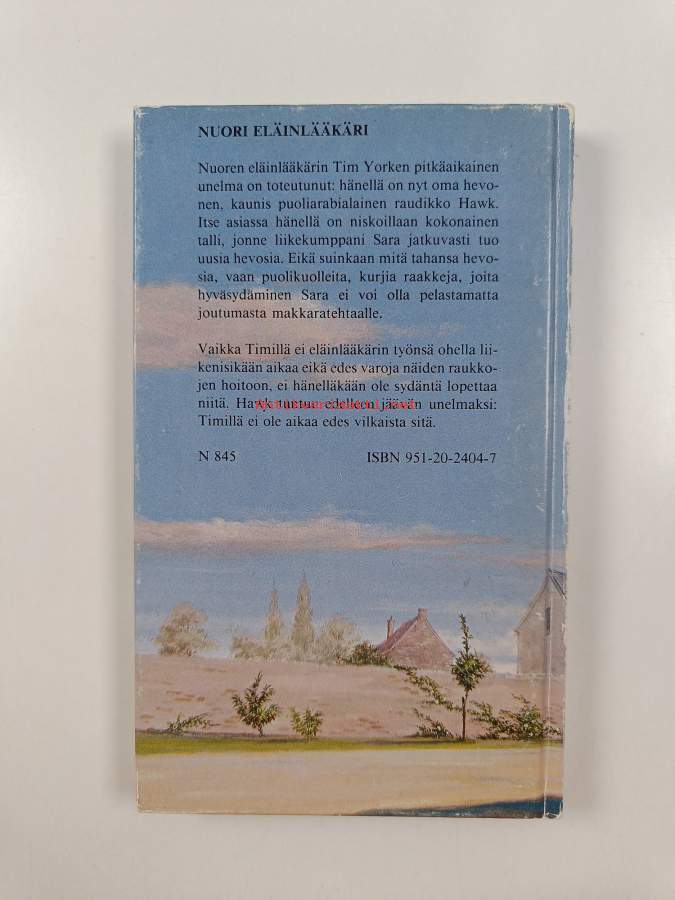 NUORI ELÄINLÄÄKÄRI
Nuoren eläinlääkärin Tim Yorken pitkäaikainen
unelma on toteutunut: hänellä on nyt oma hevo-
nen, kaunis puoliarabialainen raudikko Hawk.
Itse asiassa hänellä on niskoillaan kokonainen
talli, jonne liikekumppani Sara jatkuvasti tuo
uusia hevosia. Eikä suinkaan mitä tahansa hevo-
sia, vaan puolikuolleita, kurjia raakkeja, joita
hyväsydäminen Sara ei voi olla pelastamatta
joutumasta makkaratehtaalle.
Vaikka Timillä ei eläinlääkärin työnsä ohella lii-
kenisikään aikaa eikä edes varoja näiden raukko-
jen hoitoon, ei hänelläkään ole sydäntä lopettaa
niitä. Hawk tuntuu edelleen jäävän unelmaksi:
Timillä ei ole aikaa edes vilkaista sitä.
N 845 ISBN 951-20-2404-7